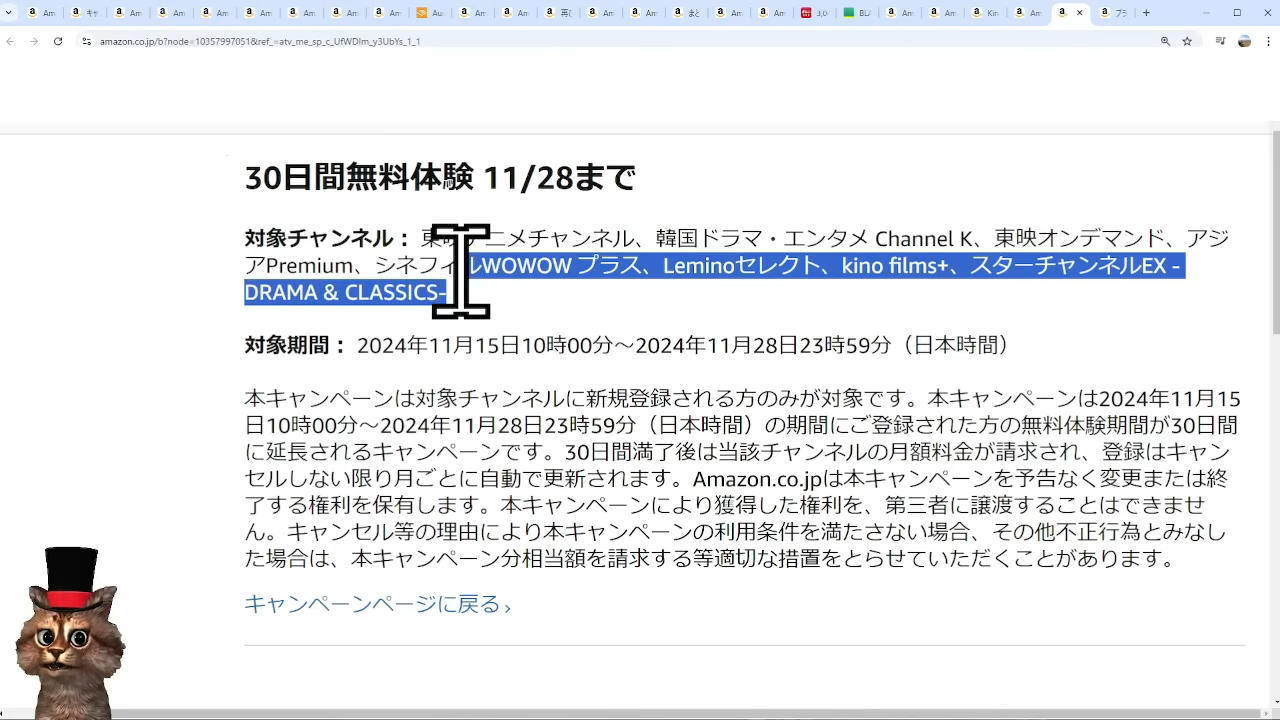 amazon.co.jp/b?node=10357997051&ref_=atv_me_sp_c_UfWDIm_y3UbYs_1_1
30日間無料体験 11/28まで
対象チャンネル： 東映アニメチャンネル、韓国ドラマ・エンタメ Channel K、東映オンデマンド、アジ
アPremium、シネフィルWOWOW プラス、Leminoセレクト、kino films+、スターチャンネルEX -
DRAMA & CLASSICS-
対象期間： 2024年11月15日10時00分～2024年11月28日23時59分（日本時間）
本キャンペーンは対象チャンネルに新規登録される方のみが対象です。本キャンペーンは2024年11月15
日10時00分～2024年11月28日23時59分（日本時間）の期間にご登録された方の無料体験期間が30日間
に延長されるキャンペーンです。30日間満了後は当該チャンネルの月額料金が請求され、登録はキャン
セルしない限り月ごとに自動で更新されます。Amazon.co.jpは本キャンペーンを予告なく変更または終
了する権利を保有します。本キャンペーンにより獲得した権利を、第三者に譲渡することはできませ
ん。キャンセル等の理由により本キャンペーンの利用条件を満たさない場合、その他不正行為とみなし
た場合は、本キャンペーン分相当額を請求する等適切な措置をとらせていただくことがあります。
キャンペーンページに戻る ›